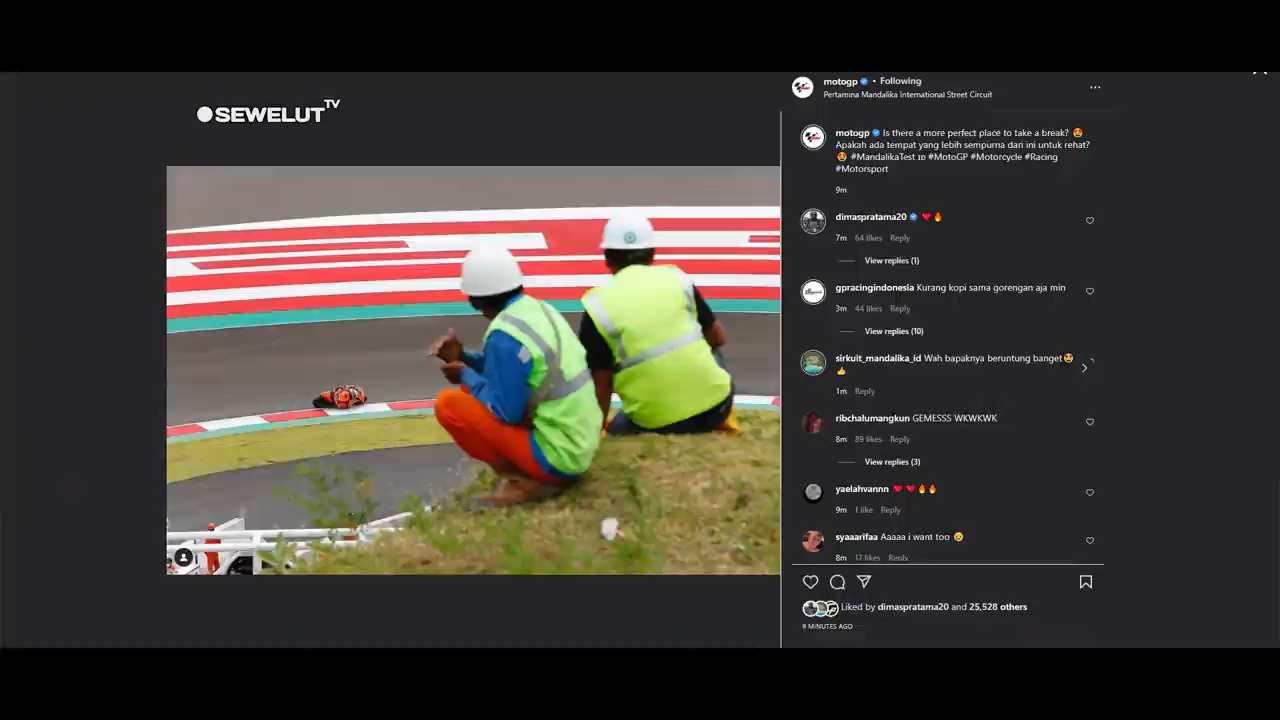 SEWELUT TV
motogp • Following
Pertamina Mandalika International Street Circuit
motogp Is there a more perfect place to take a break? 😍
Apakah ada tempat yang lebih sempurna dari ini untuk rehat?
😍 #MandalikaTest ᴵᴰ #MotoGP #Motorcycle #Racing
#Motorsport
9m
dimaspratama20 ❤️🔥
7m 64 likes Reply
View replies (1)
gpracingindonesia Kurang kopi sama gorengan aja min
3m 44 likes Reply
View replies (10)
sirkuit_mandalika_id Wah bapaknya beruntung banget😍
👍
1m Reply
ribchalumangkun GEMESSS WKWKWK
8m 89 likes Reply
View replies (3)
yaelahvannn ❤️❤️🔥🔥
9m 1 like Reply
syaaarifaa Aaaaa i want too 😢
8m 17 likes Reply
Liked by dimaspratama20 and 25,528 others
9 MINUTES AGO